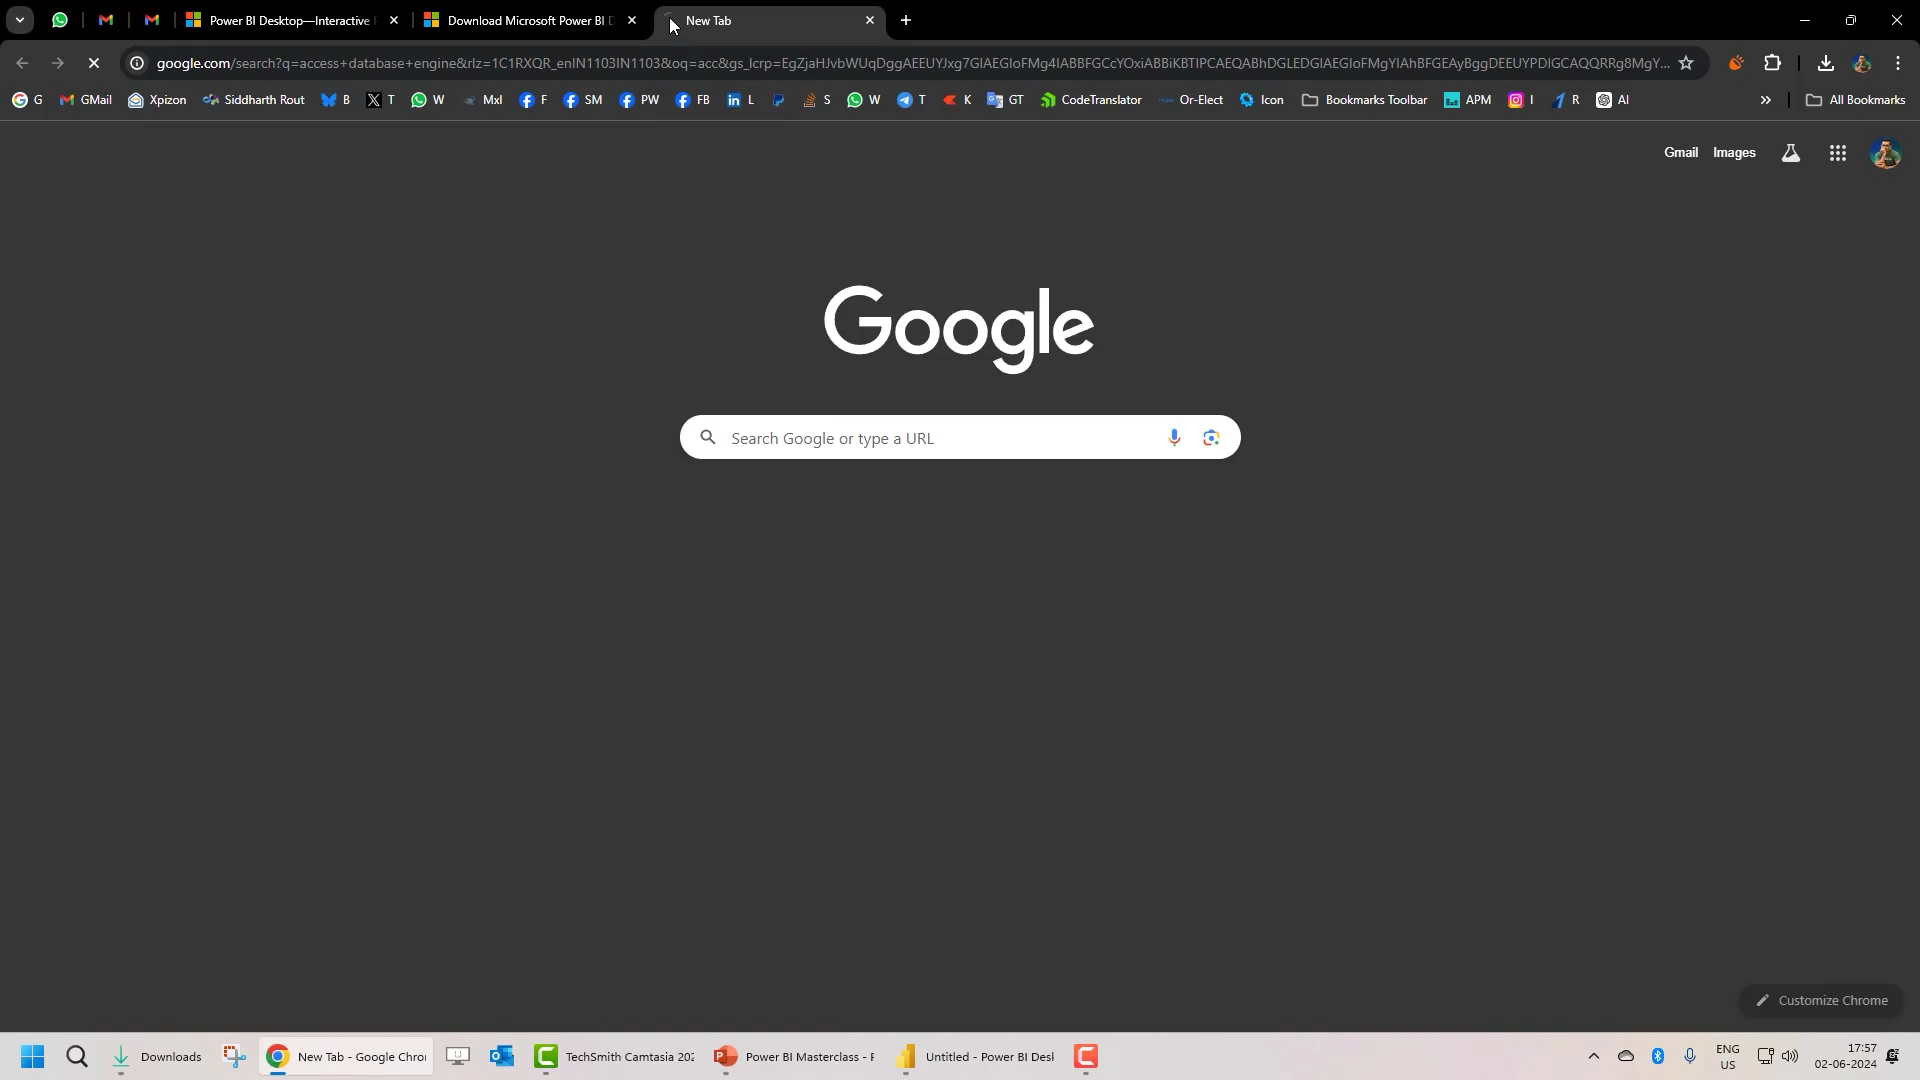 Power BI Desktop—Interactive
Download Microsoft Power BI D
New Tab
google.com/search?q=access+database+engine&rlz=1C1RXQR_enIN1103IN1103&oq=acc&gs_lcrp=EgZjaHJvbWUqDggAEEUYJxg7GIAEGIoFMg4IABBFGCcYOxiABBiKBTIPCAEQABhDGLEDGIAEGIoFMgYIAhBFGEAyBggDEEUYPDIGCAQQRRg8MgY...
G GMail Xpizon Siddharth Rout B T W Mxl F SM PW FB L S W T K GT CodeTranslator Or-Elect Icon Bookmarks Toolbar APM I R AI » All Bookmarks
Gmail Images
Google
Search Google or type a URL
Customize Chrome
Downloads New Tab - Google Chror TechSmith Camtasia 202 Power BI Masterclass - F Untitled - Power BI Desl
ENG
US
17:57
02-06-2024